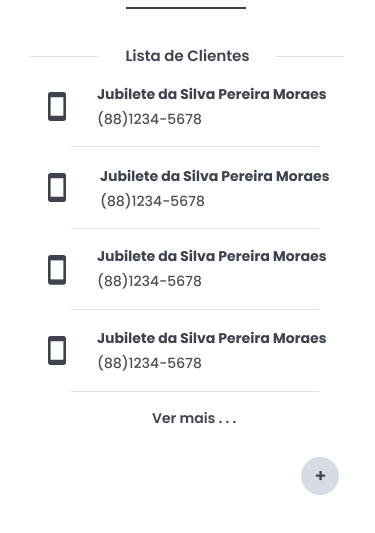 Lista de Clientes
Jubilete da Silva Pereira Moraes
(88)1234-5678
Jubilete da Silva Pereira Moraes
(88)1234-5678
Jubilete da Silva Pereira Moraes
(88)1234-5678
Jubilete da Silva Pereira Moraes
(88)1234-5678
Ver mais . . .
+